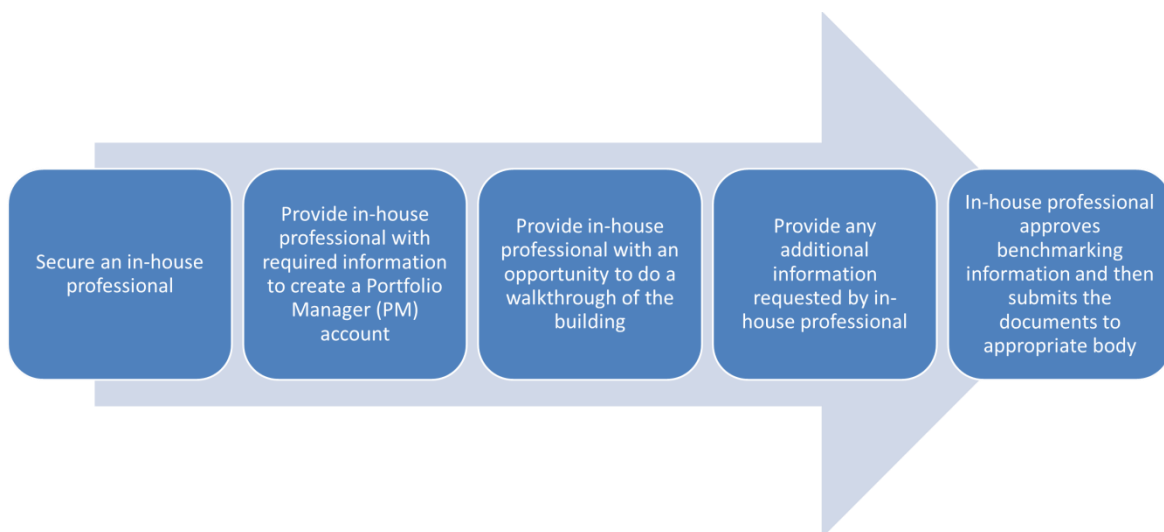 Secure an in-house
professional
Provide in-house
professional with
required information
to create a Portfolio
Manager (PM)
account
Provide in-house
professional with an
opportunity to do a
walkthrough of the
building
Provide any
additional
information
requested by in-
house professional
In-house professional
approves
benchmarking
information and then
submits the
documents to
appropriate body